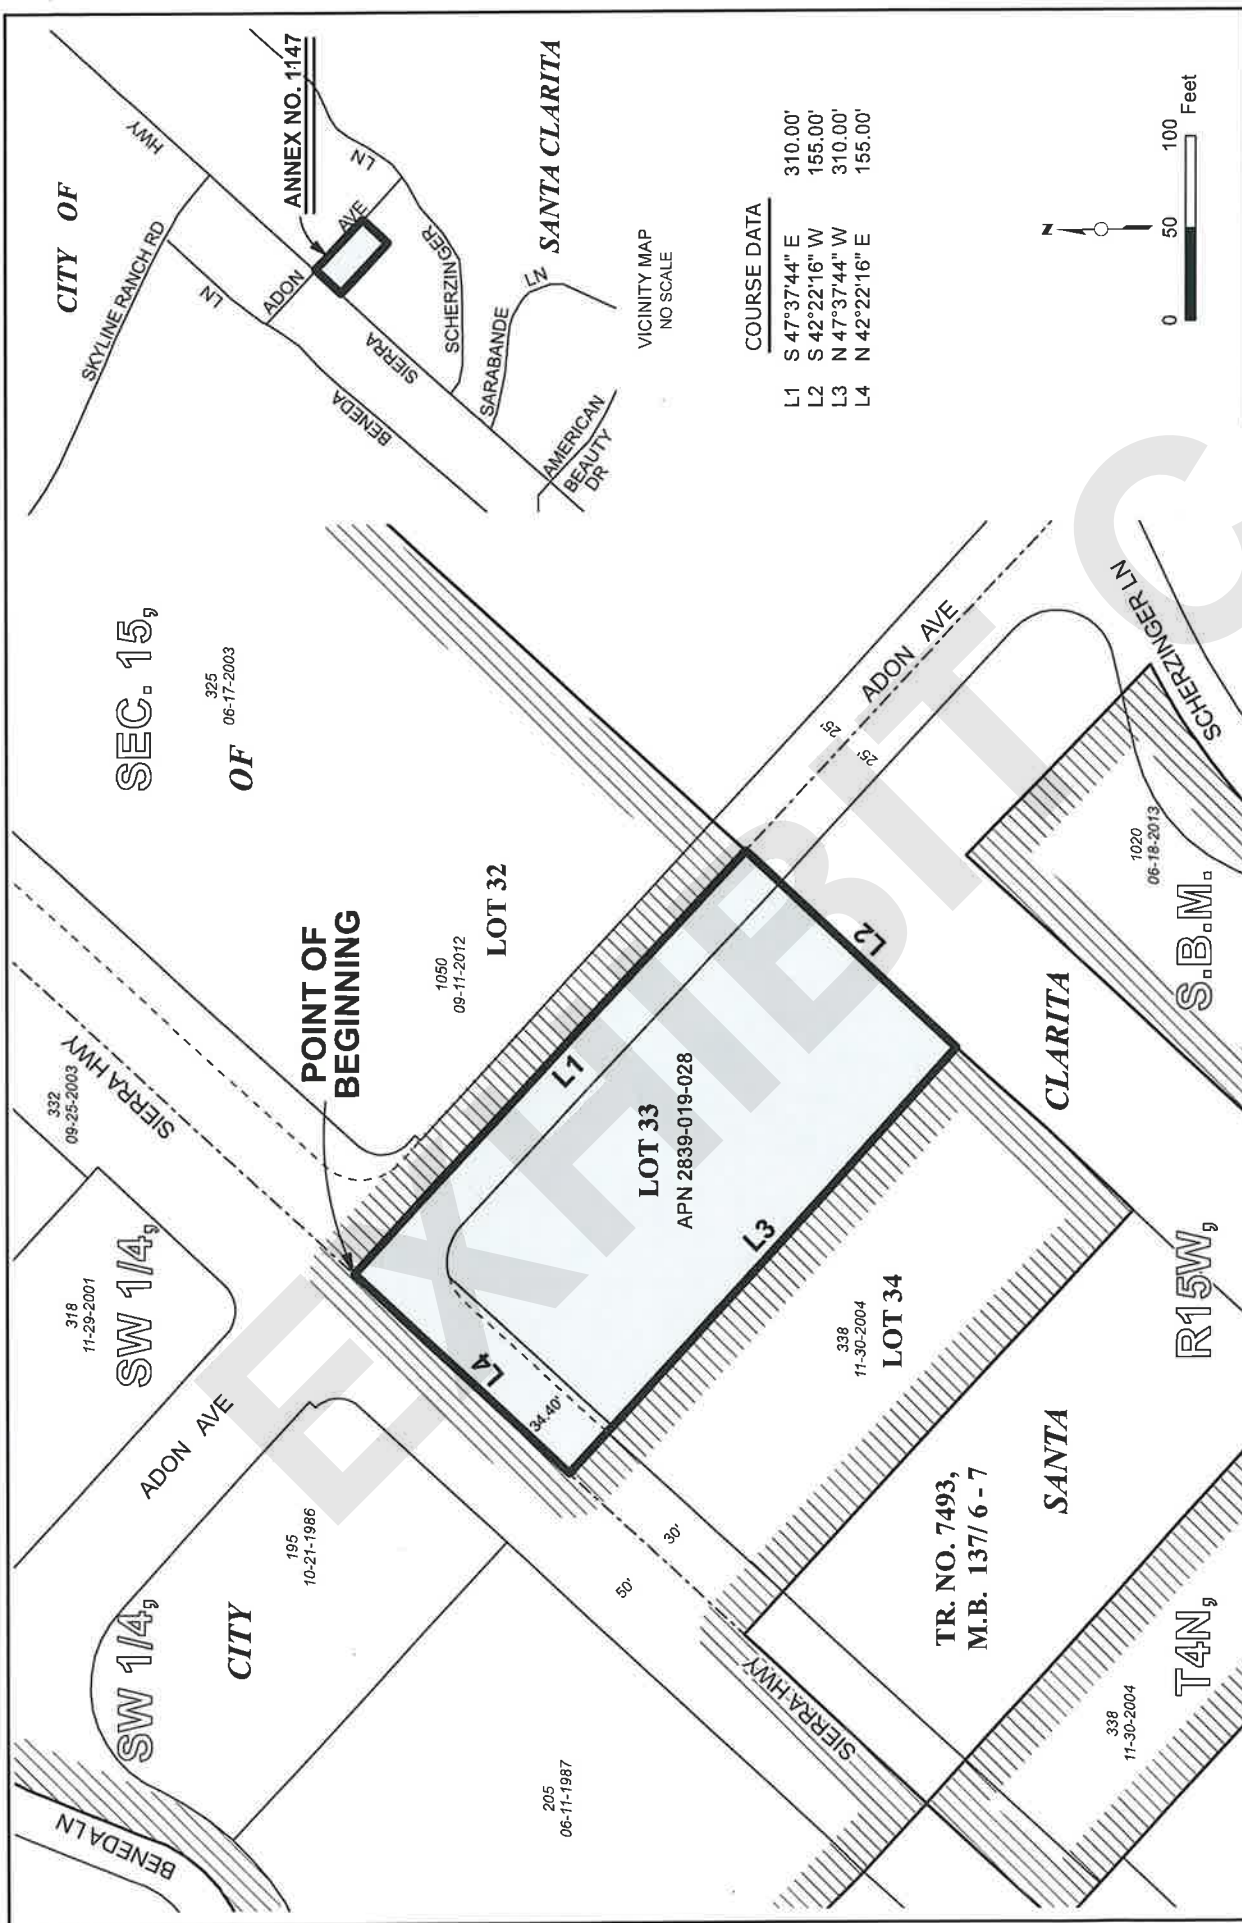 SW 1/4,
SW 1/4,
SEC. 15,
CITY
OF
SANTA
CLARITA
T4N,
R15W,
S.B.M.
BENEDA LN
ADON AVE
SIERRA HWY
SIERRA HWY
ADON AVE
SCHERZINGER LN
318
11-29-2001
332
09-25-2003
325
06-17-2003
195
10-21-1986
205
06-11-1987
1050
09-11-2012
LOT 32
POINT OF
BEGINNING
L1
L2
L3
L4
34.40'
LOT 33
APN 2839-019-028
25'
25'
30'
50'
338
11-30-2004
LOT 34
TR. NO. 7493,
M.B. 137/ 6 - 7
338
11-30-2004
1020
06-18-2013
EXHIBIT C
CITY OF
SANTA CLARITA
SKYLINE RANCH RD
HWY
ANNEX NO. 1147
LN
ADON AVE
LN
SCHERZINGER
SIERRA
BENEDA
SARABANDE
LN
AMERICAN
BEAUTY
DR
VICINITY MAP
NO SCALE
COURSE DATA
L1 S 47°37'44" E 310.00'
L2 S 42°22'16" W 155.00'
L3 N 47°37'44" W 310.00'
L4 N 42°22'16" E 155.00'
N
0 50 100
Feet